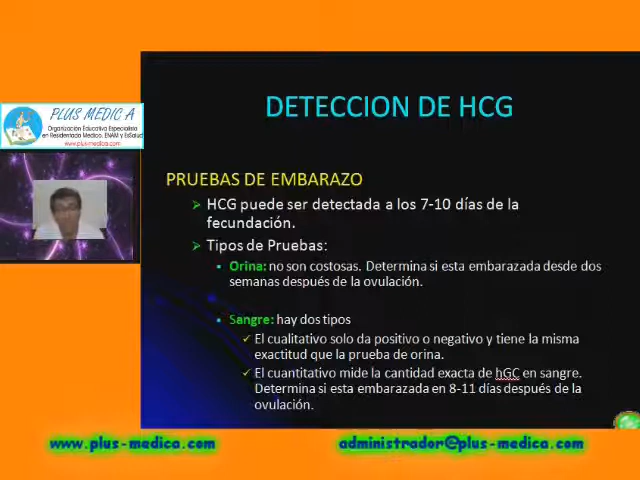 PLUS MEDIC A
Organización Educativa Especialista
en Residentado Medico, ENAM y EsSalud
www.plus-medica.com
DETECCION DE HCG
PRUEBAS DE EMBARAZO
HCG puede ser detectada a los 7-10 días de la
fecundación.
Tipos de Pruebas:
Orina: no son costosas. Determina si esta embarazada desde dos
semanas después de la ovulación.
Sangre: hay dos tipos
El cualitativo solo da positivo o negativo y tiene la misma
exactitud que la prueba de orina.
El cuantitativo mide la cantidad exacta de hGC en sangre.
Determina si esta embarazada en 8-11 días después de la
ovulación.
www.plus-medica.com
administrador@plus-medica.com